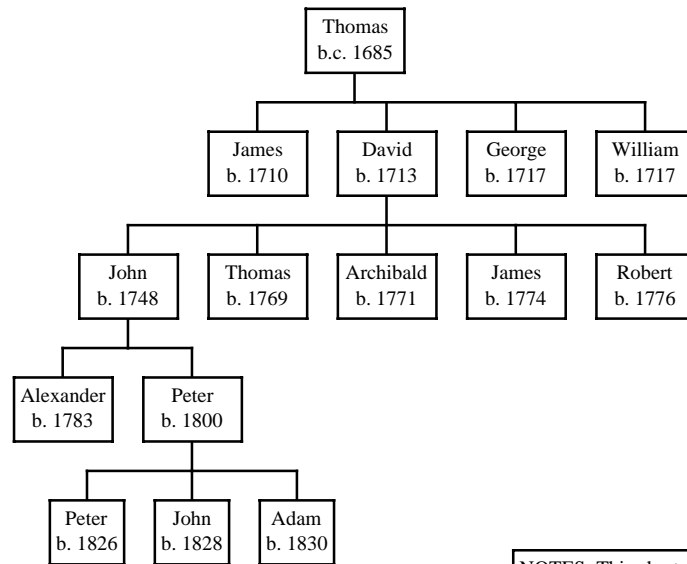 Thomas
b.c. 1685
James
b. 1710
David
b. 1713
George
b. 1717
William
b. 1717
John
b. 1748
Thomas
b. 1769
Archibald
b. 1771
James
b. 1774
Robert
b. 1776
Alexander
b. 1783
Peter
b. 1800
Peter
b. 1826
John
b. 1828
Adam
b. 1830
NOTES: This